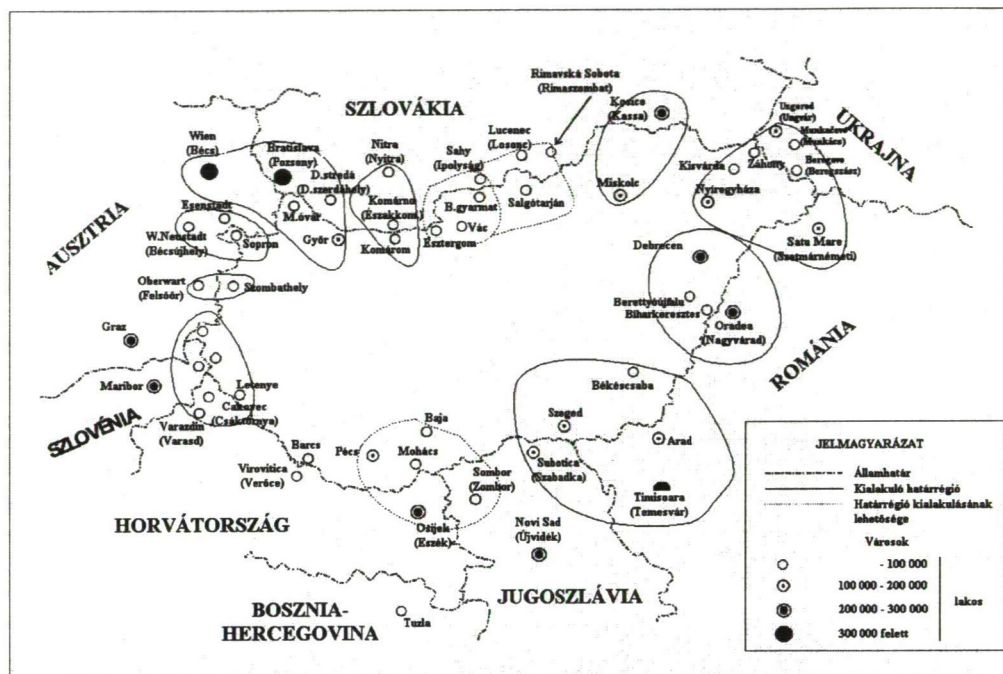 Rimavská Sobota
(Rimaszombat)
SZLOVÁKIA
Kosice
(Kassa)
Ungorod
(Ungvár)
Munkačevo
(Munkács)
UKRAJNA
Wien
(Bécs)
Bratislava
(Pozsony)
Nitra
(Nyitra)
Lucenec
(Losonc)
Sahy
(Ipolyság)
D.stredá
(D.szerdahely)
Kisvárda
Záhony
Beregovo
(Beregszász)
Komárno
(Északkom.)
B.gyarmat
Salgótarján
Miskolc
Nyíregyháza
AUSZTRIA
Eisenstadt
M.óvár
Győr
Komárom
Esztergom
Vác
Satu Mare
(Szatmárnémeti)
W.Neustadt
(Bécsújhely)
Sopron
Debrecen
Oberwart
(Felsőőr)
Szombathely
Berettyóújfalu
Biharkeresztes
Oradea
(Nagyvárad)
Graz
ROMÁNIA
Maribor
Letenye
Cakovec
(Csáktornya)
Békéscsaba
SZLOVÉNIA
Varazdin
(Varasd)
Baja
Szeged
Barcs
Pécs
Mohács
Arad
Virovitica
(Verőce)
Sombor
(Zombor)
Subotica
(Szabadka)
Timisoara
(Temesvár)
HORVÁTORSZÁG
Osijek
(Eszék)
Novi Sad
(Újvidék)
JUGOSZLÁVIA
BOSZNIA-
HERCEGOVINA
Tuzla
JELMAGYARÁZAT
Államhatár
Kialakuló határrégió
Határrégió kialakulásának
lehetősége
Városok
- 100 000
100 000 - 200 000
200 000 - 300 000
300 000 felett
lakos